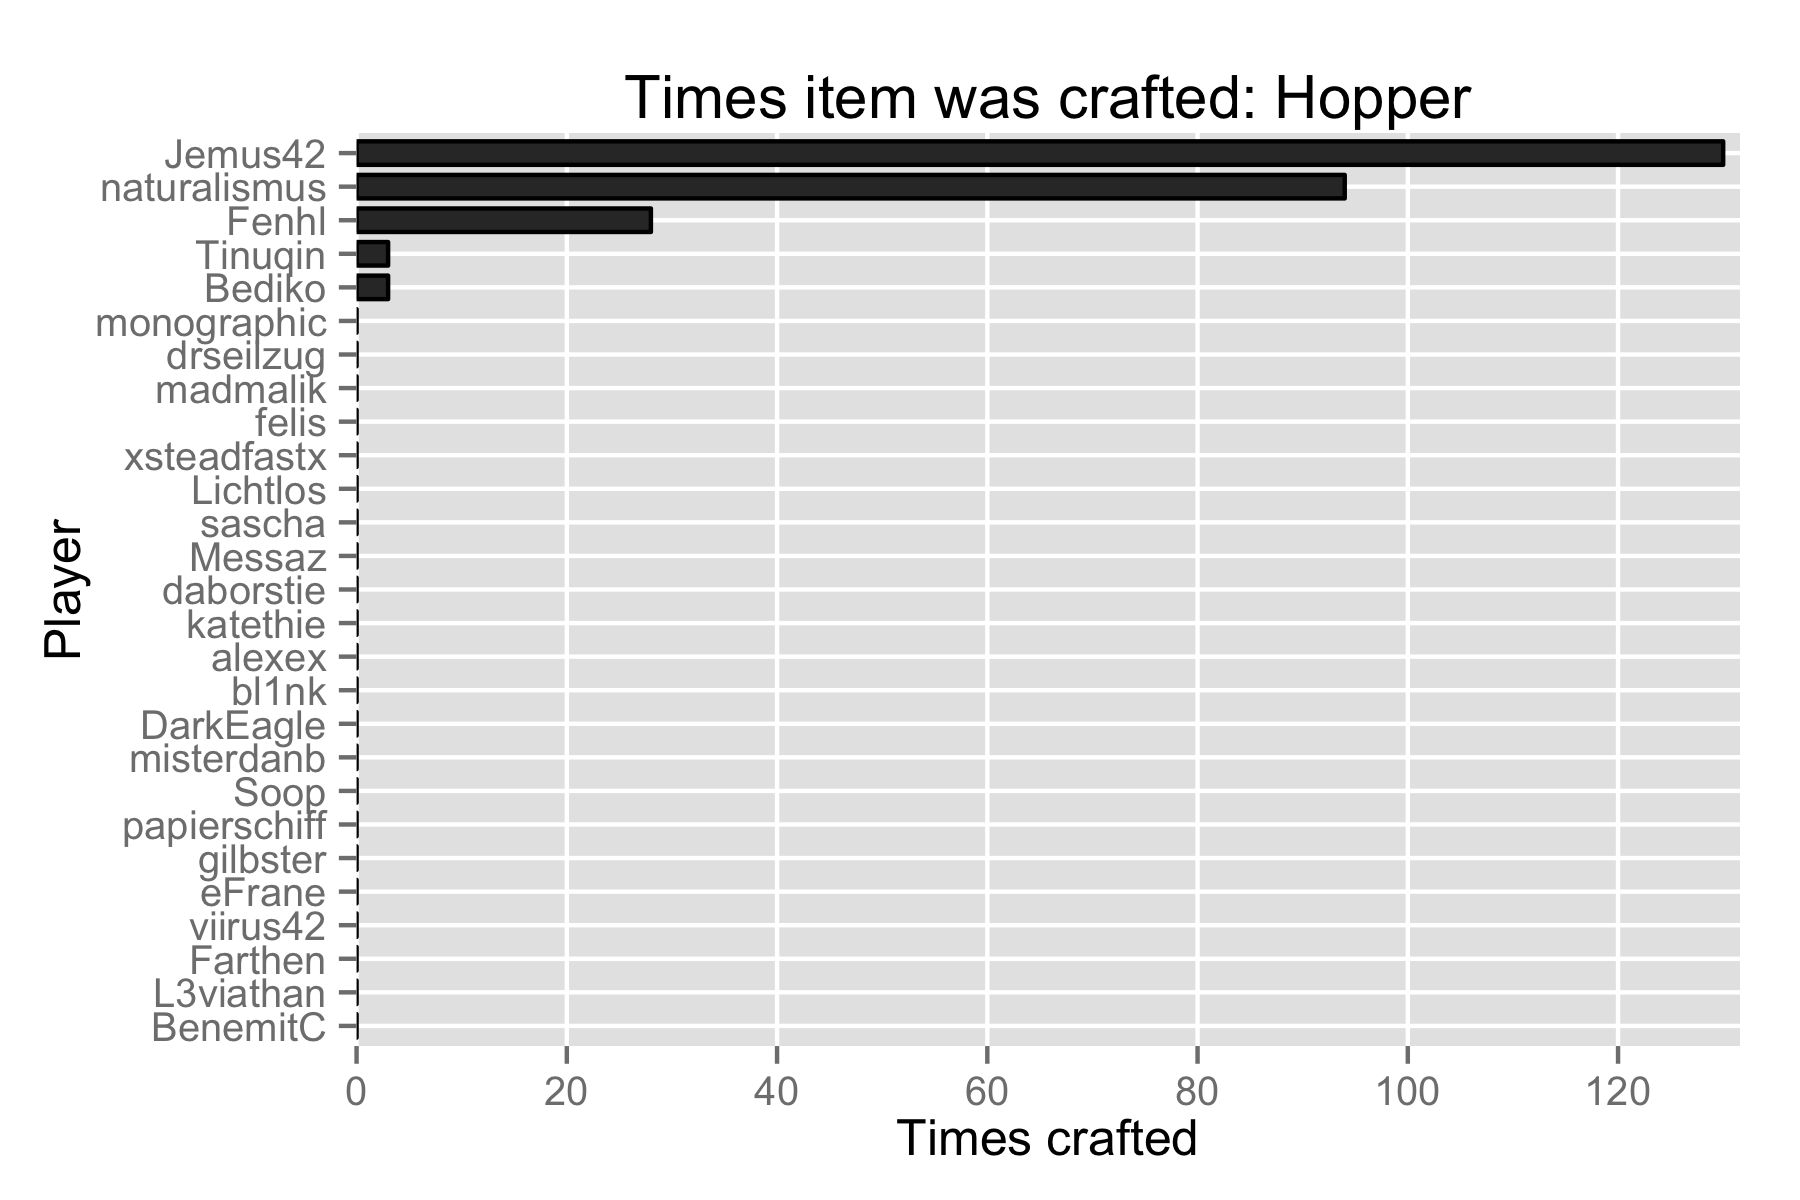 Times item was crafted: Hopper
Jemus42
naturalismus
Fenhl
Tinuqin
Bediko
monographic
drseilzug
madmalik
felis
xsteadfastx
Lichtlos
sascha
Messaz
daborstie
katethie
alexex
bl1nk
DarkEagle
misterdanb
Soop
papierschiff
gilbster
eFrane
viirus42
Farthen
L3viathan
BenemitC
Player
0 20 40 60 80 100 120
Times crafted